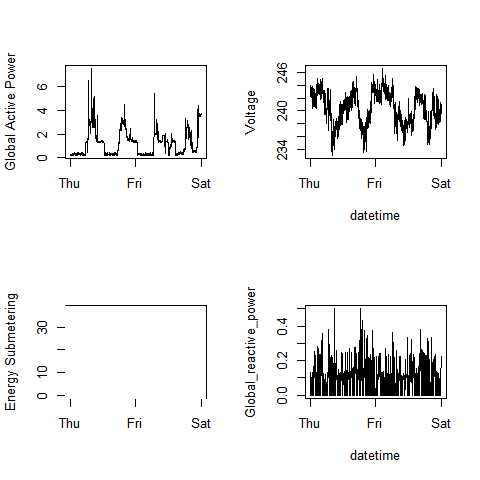 Global Active Power
0 2 4 6
Thu Fri Sat
Voltage
234 240 246
Thu Fri Sat
datetime
Energy Submetering
0 10 30
Thu Fri Sat
Global_reactive_power
0.0 0.2 0.4
Thu Fri Sat
datetime